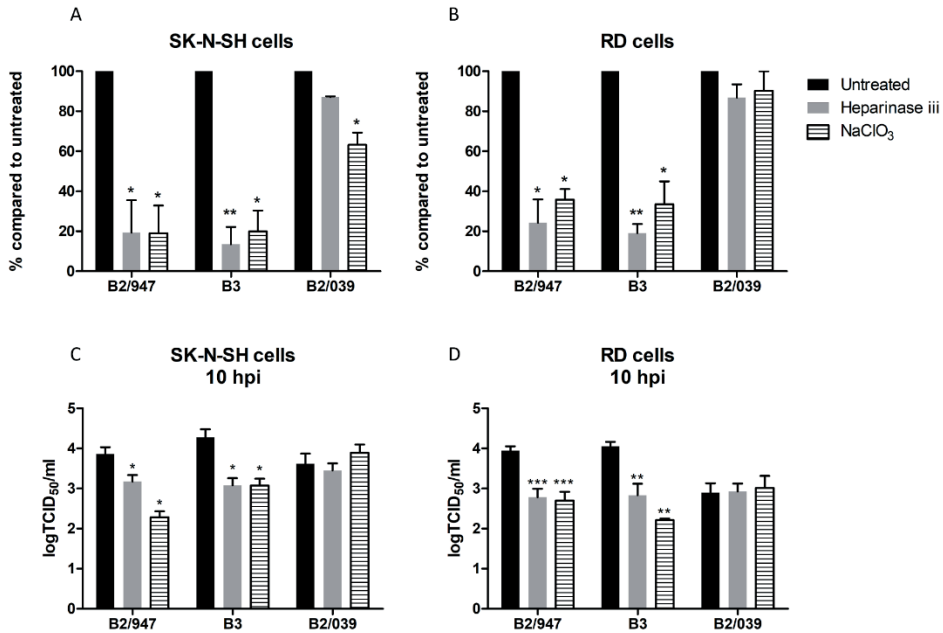 A
SK-N-SH cells
% compared to untreated
100
80
60
40
20
0
* *
** *
*
B2/947 B3 B2/039
B
RD cells
% compared to untreated
100
80
60
40
20
0
* *
** *
B2/947 B3 B2/039
Untreated
Heparinase iii
NaClO₃
C
SK-N-SH cells
10 hpi
logTCID₅₀/ml
5
4
3
2
1
0
* *
* *
B2/947 B3 B2/039
D
RD cells
10 hpi
logTCID₅₀/ml
5
4
3
2
1
0
*** ***
** **
B2/947 B3 B2/039